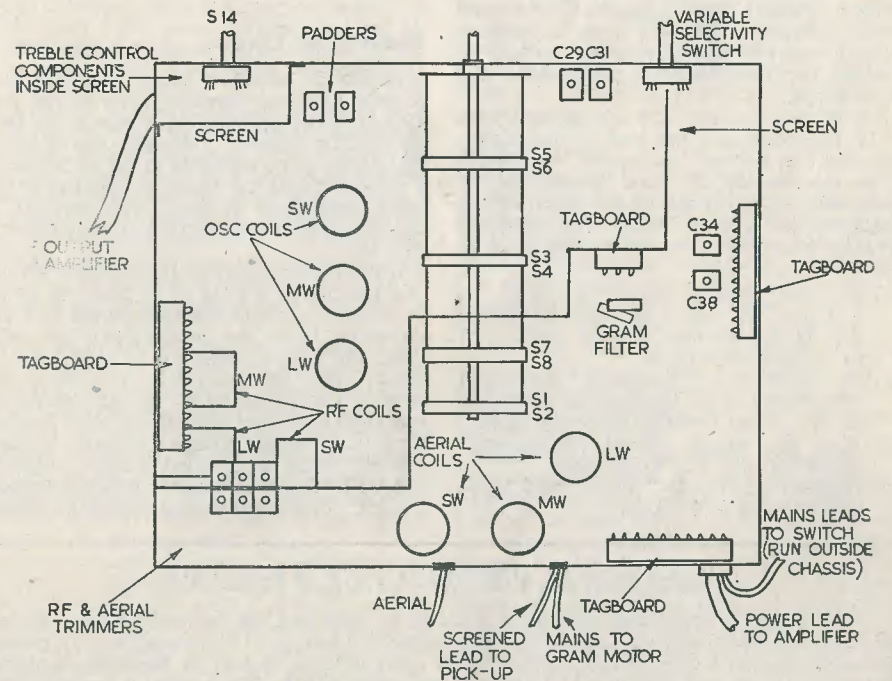 S14
PADDERS
C29 C31
VARIABLE
SELECTIVITY
SWITCH
TREBLE CONTROL
COMPONENTS
INSIDE SCREEN
SCREEN
SCREEN
S5
S6
SW
OSC COILS
TAGBOARD
C34
OUTPUT
AMPLIFIER
S3
S4
MW
C38
TAGBOARD
GRAM
FILTER
TAGBOARD
LW
S7
S8
MW
RF COILS
S1
S2
LW
SW
AERIAL
COILS
LW
SW
MW
MAINS LEADS
TO SWITCH
(RUN OUTSIDE
CHASSIS)
RF & AERIAL
TRIMMERS
AERIAL
SCREENED
LEAD TO
PICK-UP
MAINS TO
GRAM MOTOR
TAGBOARD
POWER LEAD
TO AMPLIFIER